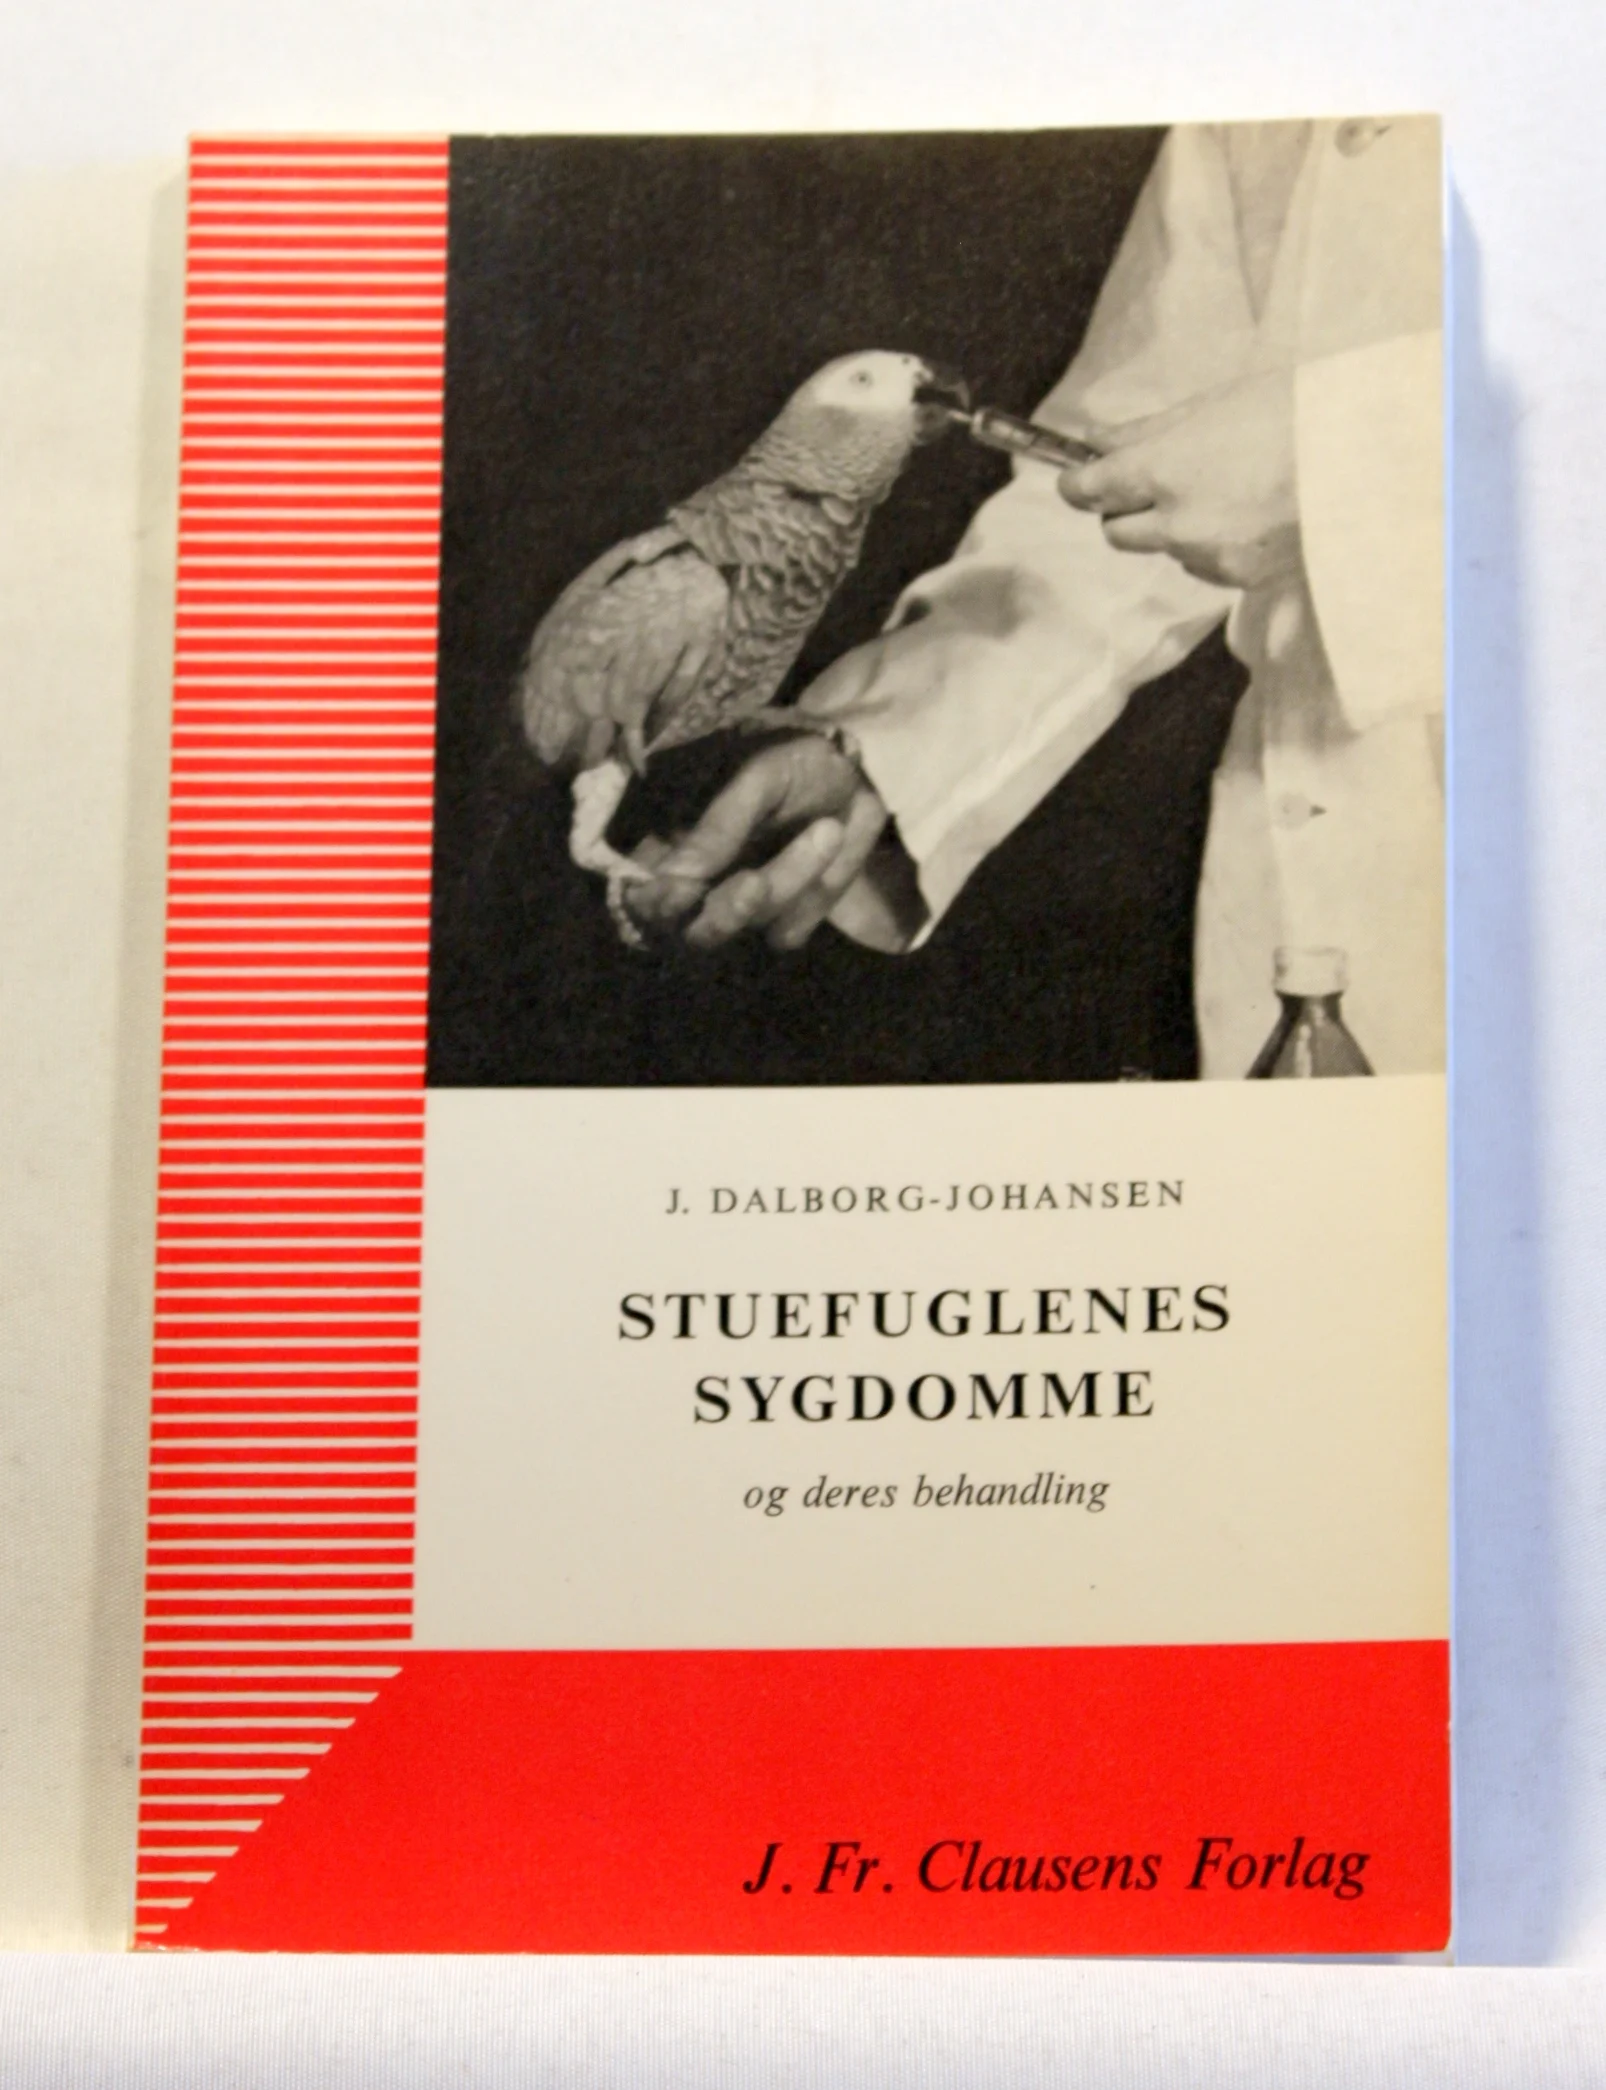 J. DALBORG-JOHANSEN
STUEFUGLENES
SYGDOMME
og deres behandling
J. Fr. Clausens Forlag